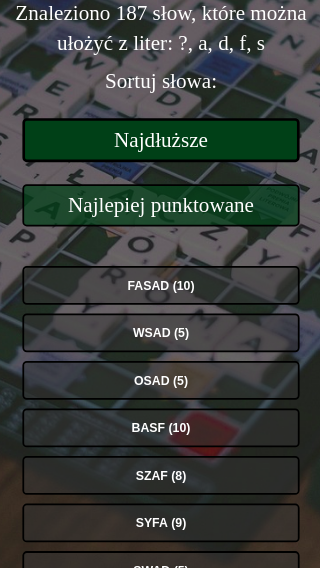 Znaleziono 187 słow, które można
ułożyć z liter: ?, a, d, f, s
Sortuj słowa:
Najdłuższe
Najlepiej punktowane
FASAD (10)
WSAD (5)
OSAD (5)
BASF (10)
SZAF (8)
SYFA (9)